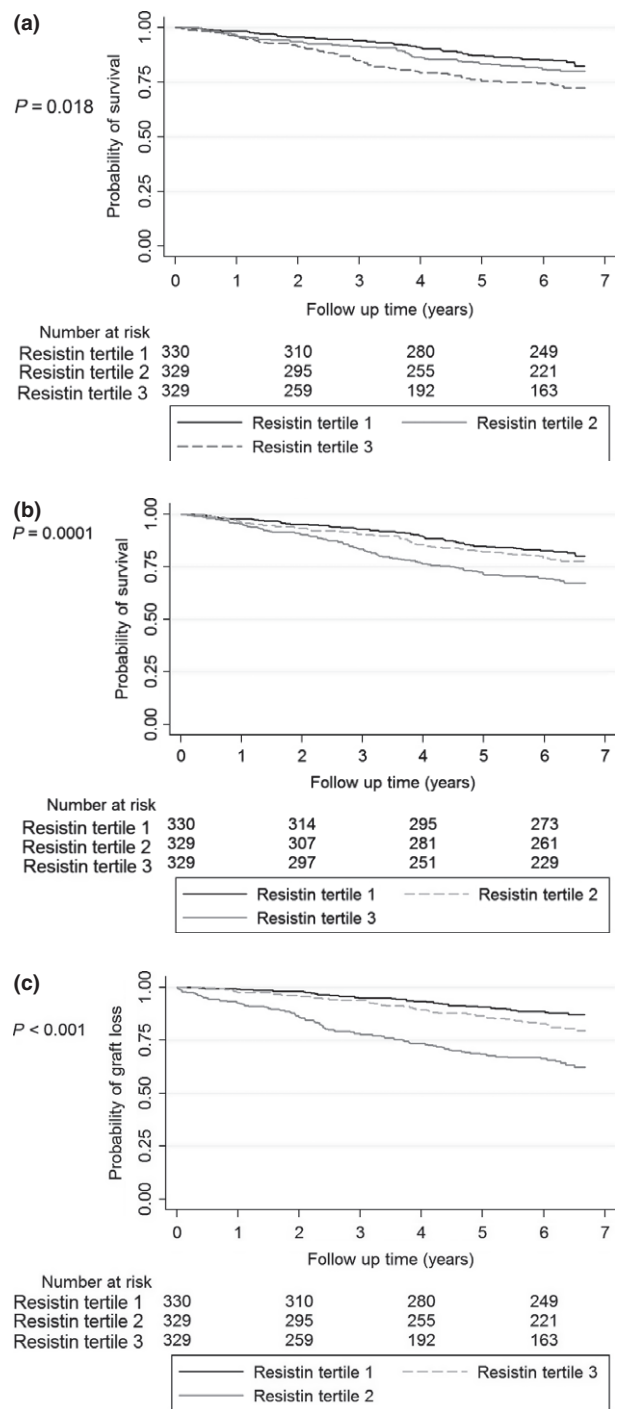 (a)
P = 0.018
Probability of survival
1.00
0.75
0.50
0.25
0.00
0 1 2 3 4 5 6 7
Follow up time (years)
Number at risk
Resistin tertile 1 330 310 280 249
Resistin tertile 2 329 295 255 221
Resistin tertile 3 329 259 192 163
Resistin tertile 1 Resistin tertile 2
Resistin tertile 3
(b)
P = 0.0001
Probability of survival
1.00
0.75
0.50
0.25
0.00
0 1 2 3 4 5 6 7
Follow up time (years)
Number at risk
Resistin tertile 1 330 314 295 273
Resistin tertile 2 329 307 281 261
Resistin tertile 3 329 297 251 229
Resistin tertile 1 Resistin tertile 2
Resistin tertile 3
(c)
P < 0.001
Probability of graft loss
1.00
0.75
0.50
0.25
0.00
0 1 2 3 4 5 6 7
Follow up time (years)
Number at risk
Resistin tertile 1 330 310 280 249
Resistin tertile 2 329 295 255 221
Resistin tertile 3 329 259 192 163
Resistin tertile 1 Resistin tertile 3
Resistin tertile 2